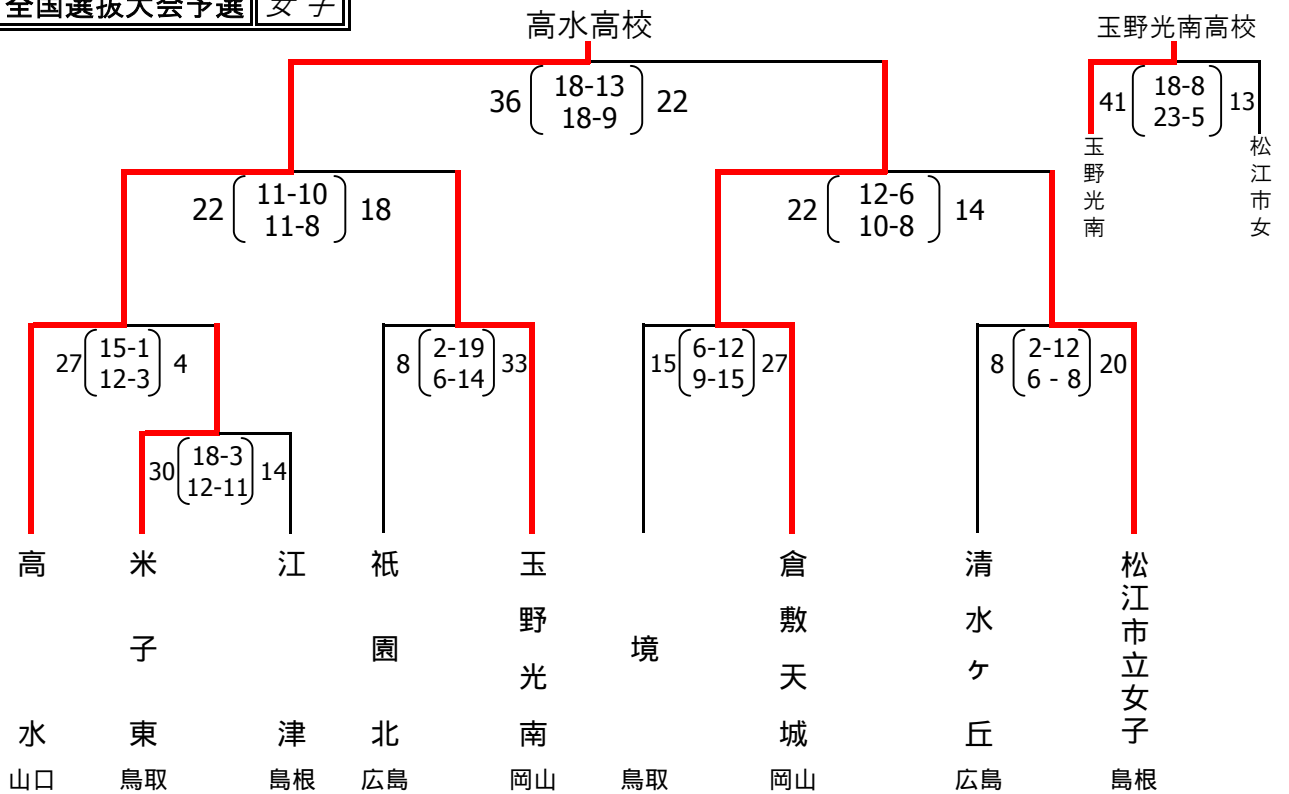 全国選抜大会予選 女子
高水高校
36 18-13 22
18-9
玉野光南高校
41 18-8 13
23-5
玉野光南
松江市女
22 11-10 18
11-8
22 12-6 14
10-8
27 15-1 4
12-3
8 2-19 33
6-14
15 6-12 27
9-15
8 2-12 20
6 - 8
30 18-3 14
12-11
高水
米子東
江津
祇園北
玉野光南
境
倉敷天城
清水ケ丘
松江市立女子
山口 鳥取 島根 広島 岡山 鳥取 岡山 広島 島根